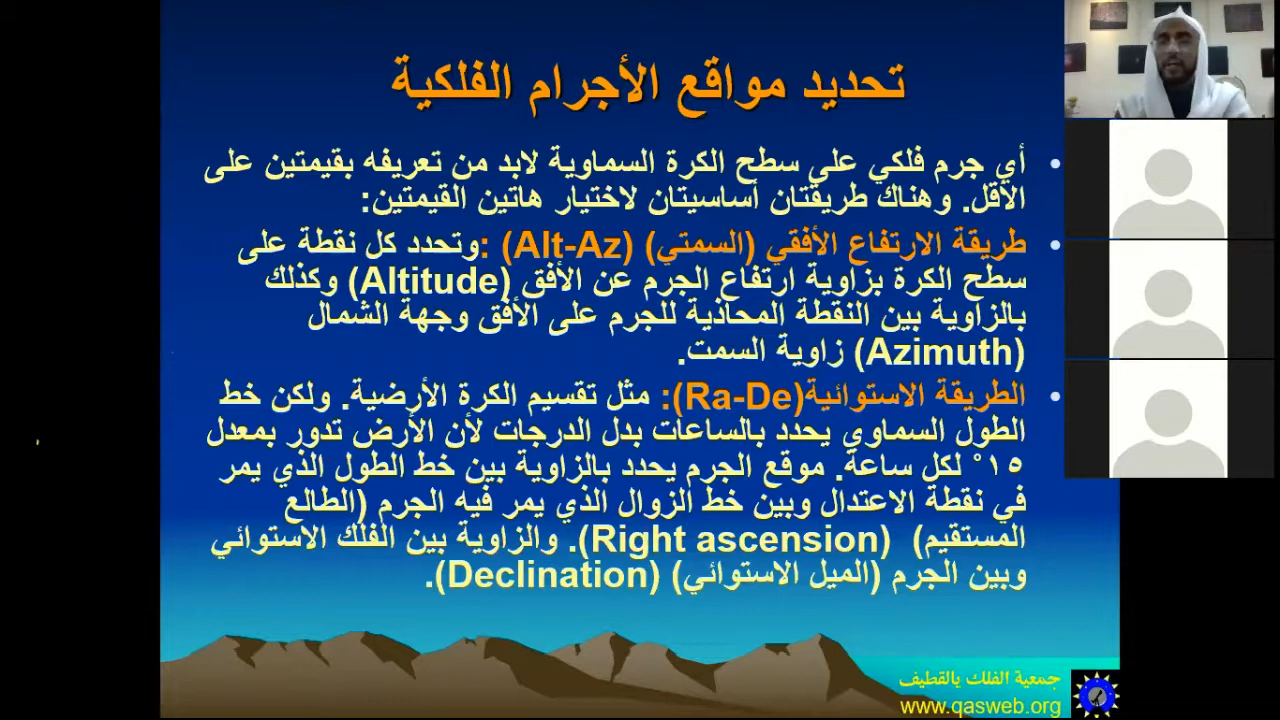 تحديد مواقع الأجرام الفلكية
• أي جرم فلكي على سطح الكرة السماوية لابد من تعريفه بقيمتين على
الأقل. وهناك طريقتان أساسيتان لاختيار هاتين القيمتين:
• طريقة الارتفاع الأفقي (السمتي) (Alt-Az) :وتحدد كل نقطة على
سطح الكرة بزاوية ارتفاع الجرم عن الأفق (Altitude) وكذلك
بالزاوية بين النقطة المحاذية للجرم على الأفق وجهة الشمال
(Azimuth) زاوية السمت.
• الطريقة الاستوائية(Ra-De): مثل تقسيم الكرة الأرضية. ولكن خط
الطول السماوي يحدد بالساعات بدل الدرجات لأن الأرض تدور بمعدل
١٥° لكل ساعة. موقع الجرم يحدد بالزاوية بين خط الطول الذي يمر
في نقطة الاعتدال وبين خط الزوال الذي يمر فيه الجرم (الطالع
المستقيم) (Right ascension). والزاوية بين الفلك الاستوائي
وبين الجرم (الميل الاستوائي) (Declination).
جمعية الفلك بالقطيف
www.qasweb.org